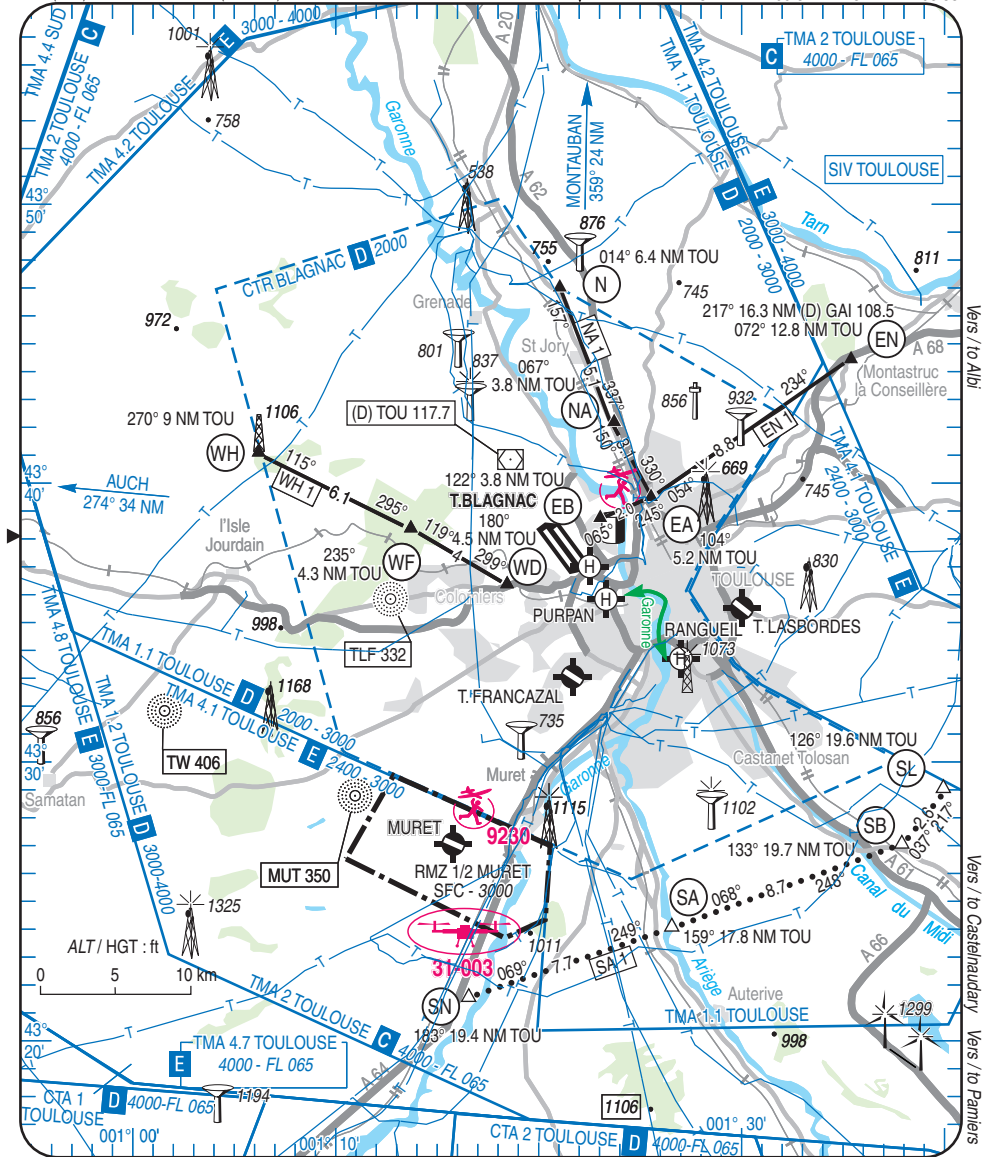 TMA 4.4 SUD
C
TMA 2 TOULOUSE
4000 - FL 065
TMA 4.2 TOULOUSE
E
3000 - 4000
1001
758
A 20
Garonne
MONTAUBAN
359° 24 NM
TMA 4.2 TOULOUSE
TMA 1.1 TOULOUSE
C
TMA 2 TOULOUSE
4000 - FL 065
SIV TOULOUSE
D
E
3000-4000
2000 - 3000
Tarn
43°
50'
538
A 62
876
755
014° 6.4 NM TOU
N
745
811
CTR BLAGNAC D 2000
972
Grenade
217° 16.3 NM (D) GAI 108.5
072° 12.8 NM TOU
EN
A 68
Vers / to Albi
Montastruc
la Conseillère
801
837
St Jory
157°
NA 1
5.1
337°
067°
3.8 NM TOU
NA
150°
3.1
330°
856
932
234°
EN 1
8.8
054°
669
(D) TOU 117.7
270° 9 NM TOU
1106
WH
115°
WH 1
6.1
295°
43°
40'
AUCH
274° 34 NM
122° 3.8 NM TOU
T.BLAGNAC
EB
180°
4.5 NM TOU
065°
2.0
245°
EA
104°
5.2 NM TOU
745
TMA 4.1 TOULOUSE
2400 - 3000
E
l'Isle
Jourdain
119°
4
299°
WD
235°
4.3 NM TOU
WF
Colomiers
H
H
PURPAN
TOULOUSE
830
Garonne
RANGUEIL
H
1073
T. LASBORDES
998
TLF 332
TMA 4.8 TOULOUSE
E
3000-FL 065
TMA 1.2 TOULOUSE
D
3000-4000
TMA 1.1 TOULOUSE D 2000 - 3000
TMA 4.1 TOULOUSE E 2400 - 3000
1168
T. FRANCAZAL
735
856
TW 406
43°
30'
Samatan
126° 19.6 NM TOU
Castanet Tolosan
SL
Muret
Garonne
1115
1102
2.6
037°
217°
SB
133° 19.7 NM TOU
A 61
MURET
9230
MUT 350
RMZ 1/2 MURET
SFC - 3000
Canal du Midi
Vers / to Castelnaudary
1325
SA
068°
8.7
248°
159° 17.8 NM TOU
ALT / HGT : ft
0 5 10 km
1011
249°
31-003
069°
7.7
SA 1
SN
183° 19.4 NM TOU
Ariège
A 66
Auterive
TMA 1.1 TOULOUSE
1299
998
43°
20'
TMA 2 TOULOUSE C 4000 - FL 065
E
TMA 4.7 TOULOUSE
4000 - FL 065
A 64
Vers / to Pamiers
CTA 1
TOULOUSE
D
4000-FL 065
1194
1106
001° 00'
001° 10'
001° 30'
CTA 2 TOULOUSE D 4000-FL 065